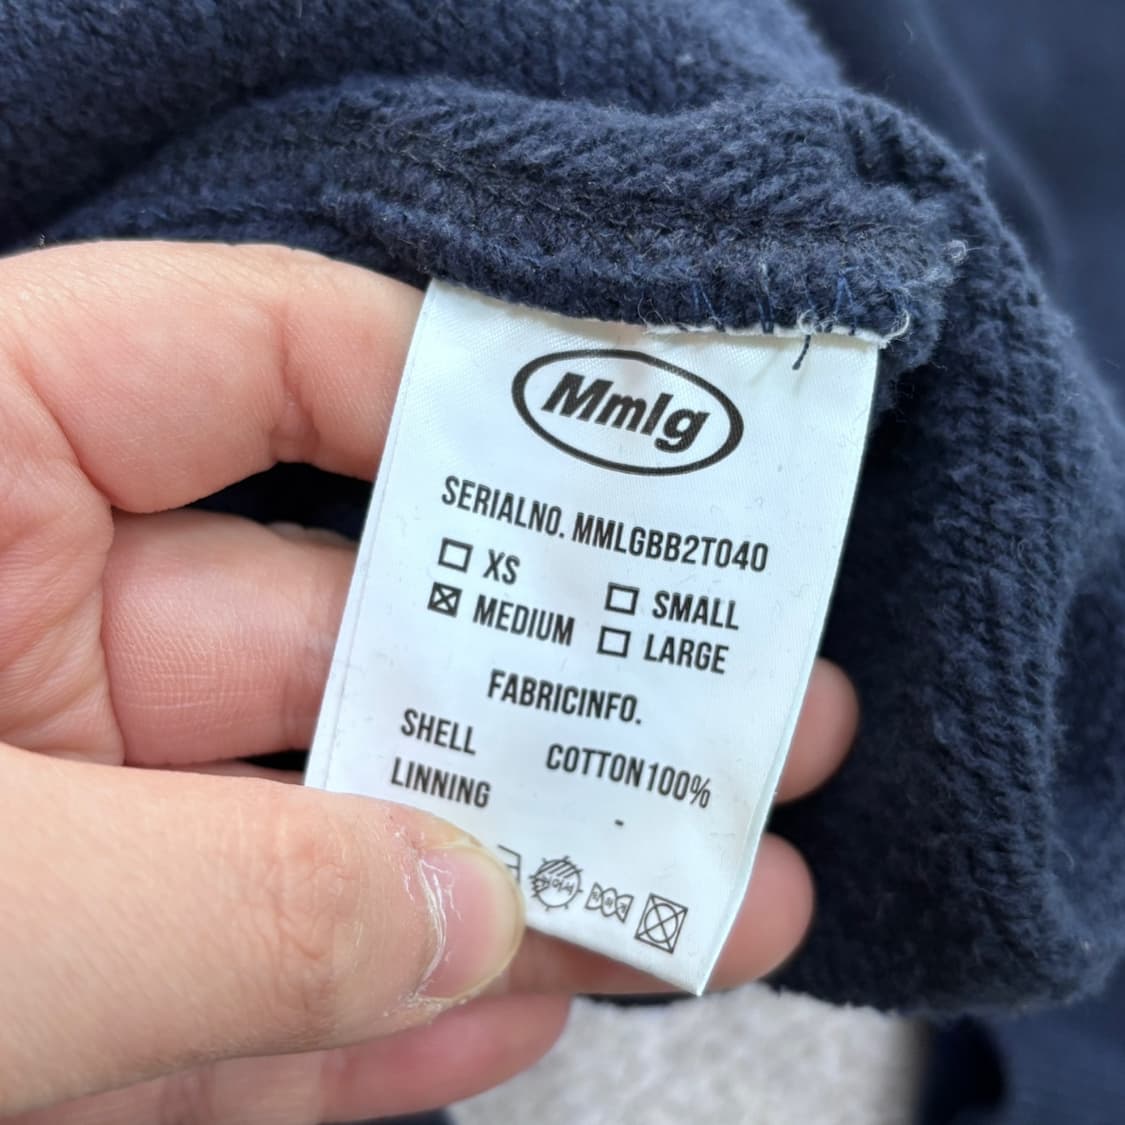 Mmlg
SERIALNO. MMLGBB2T040
XS
SMALL
MEDIUM
LARGE
FABRICINFO.
SHELL COTTON100%
LINNING -